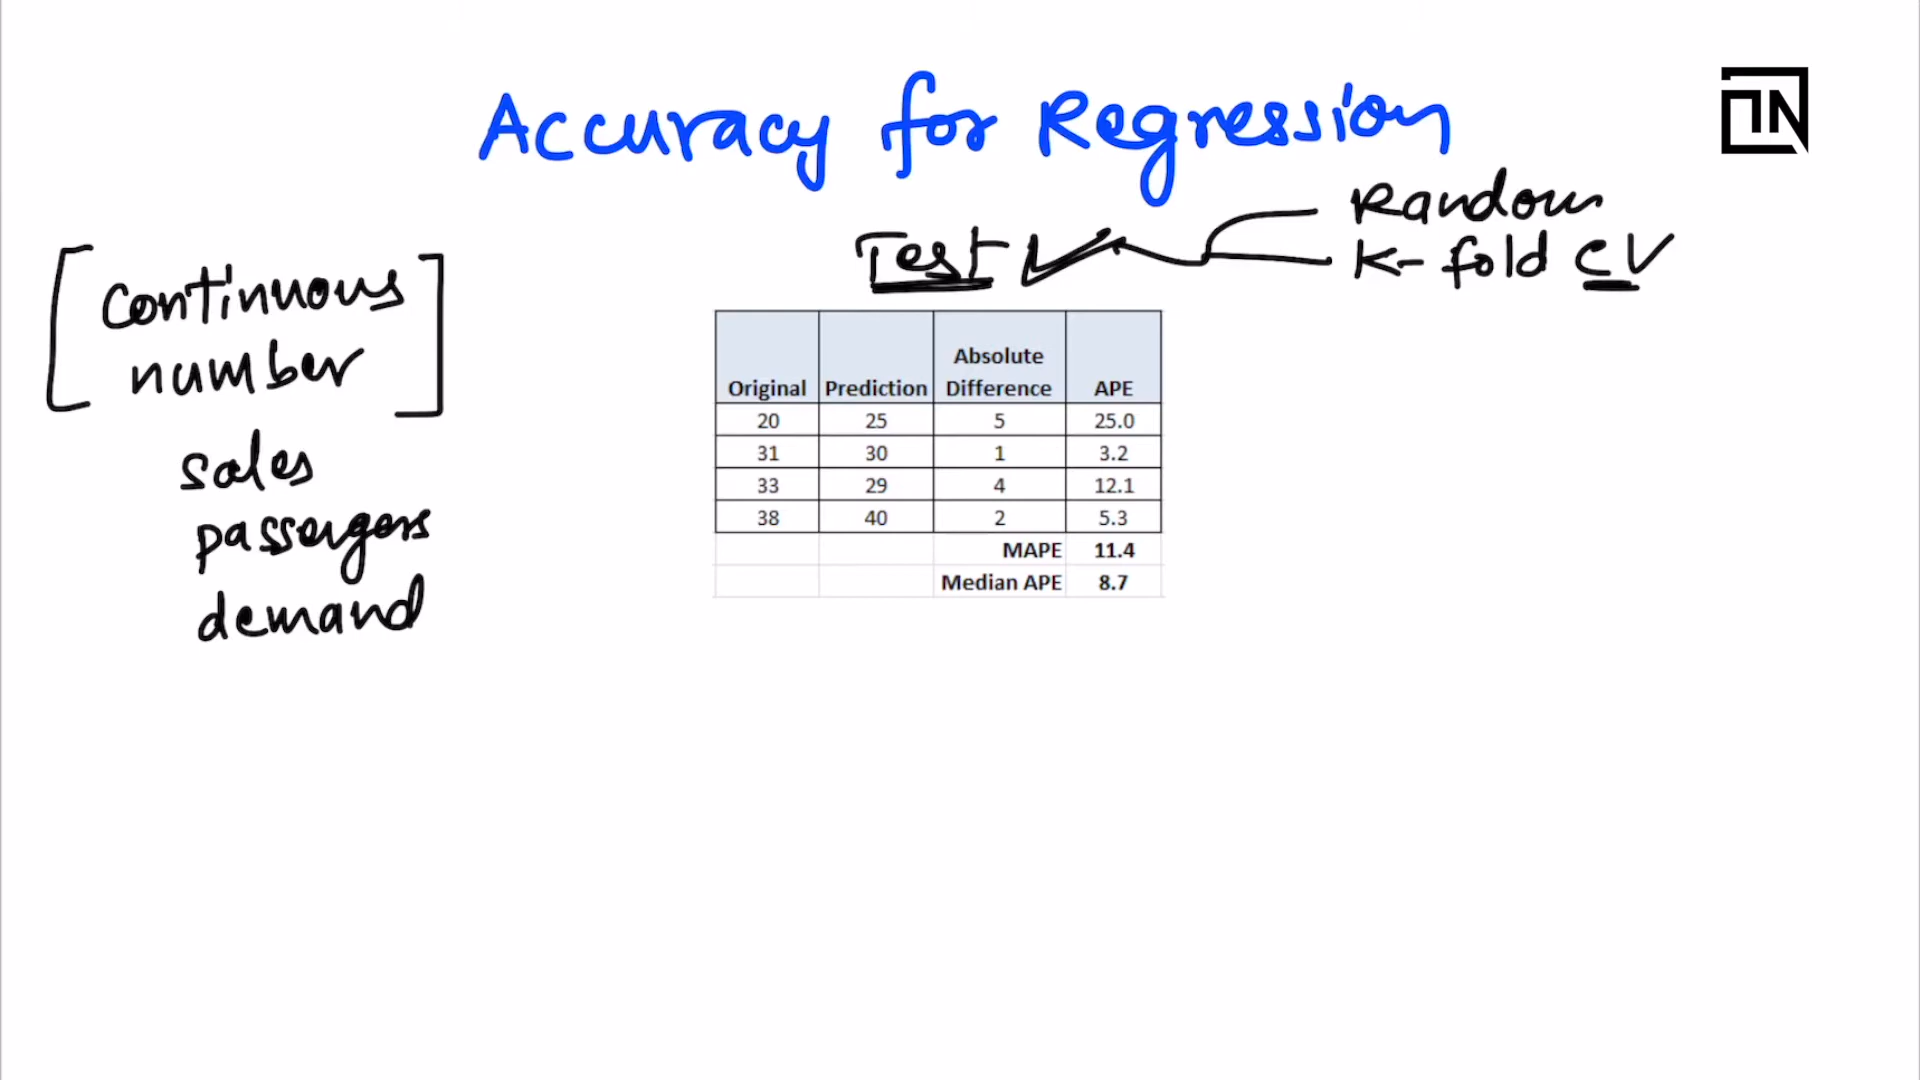 Accuracy for Regression
Random
Test K-fold CV
[continuous
number]
sales
passengers
demand
Original Prediction Absolute Difference APE
20 25 5 25.0
31 30 1 3.2
33 29 4 12.1
38 40 2 5.3
MAPE 11.4
Median APE 8.7